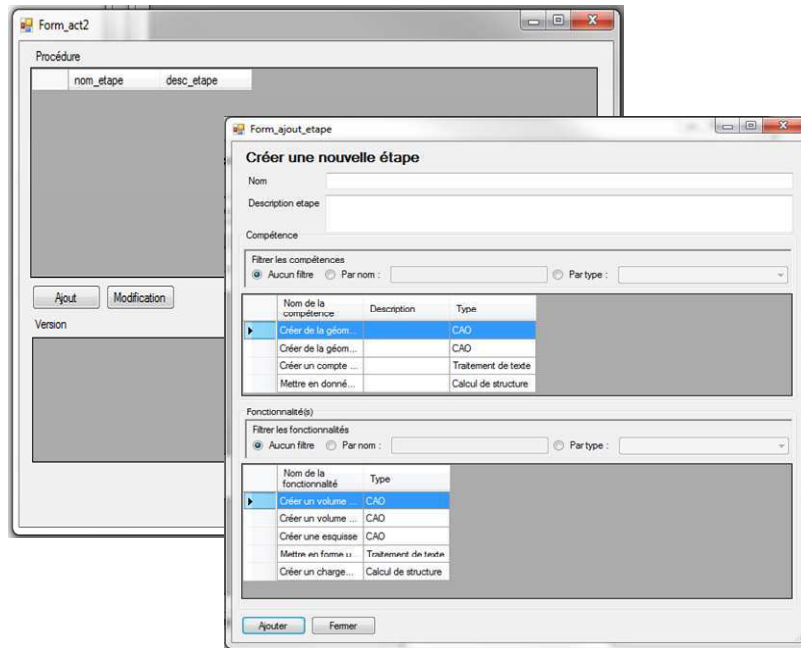 Form_act2
Procédure
nom_etape desc_etape
Ajout Modification
Version
Form_ajout_etape
Créer une nouvelle étape
Nom
Description etape
Compétence
Filtrer les compétences
Aucun filtre Par nom : Par type :
Nom de la compétence Description Type
Créer de la géom... CAO
Créer de la géom... CAO
Créer un compte ... Traitement de texte
Mettre en donné... Calcul de structure
Fonctionnalité(s)
Filtrer les fonctionnalités
Aucun filtre Par nom : Par type :
Nom de la fonctionnalité Type
Créer un volume ... CAO
Créer un volume ... CAO
Créer une esquisse CAO
Mettre en forme u... Traitement de texte
Créer un charge... Calcul de structure
Ajouter Fermer